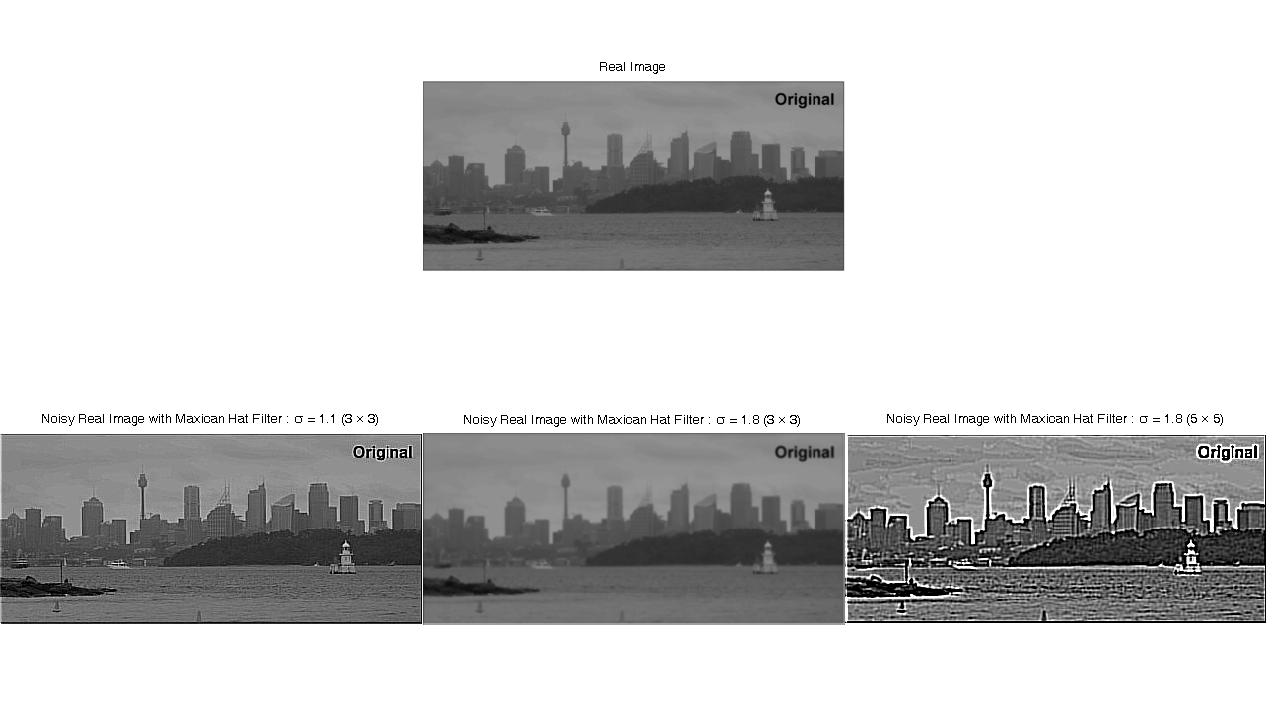 Real Image
Original
Noisy Real Image with Maxican Hat Filter : σ = 1.1 (3 × 3)
Noisy Real Image with Maxican Hat Filter : σ = 1.8 (3 × 3)
Noisy Real Image with Maxican Hat Filter : σ = 1.8 (5 × 5)
Original
Original
Original